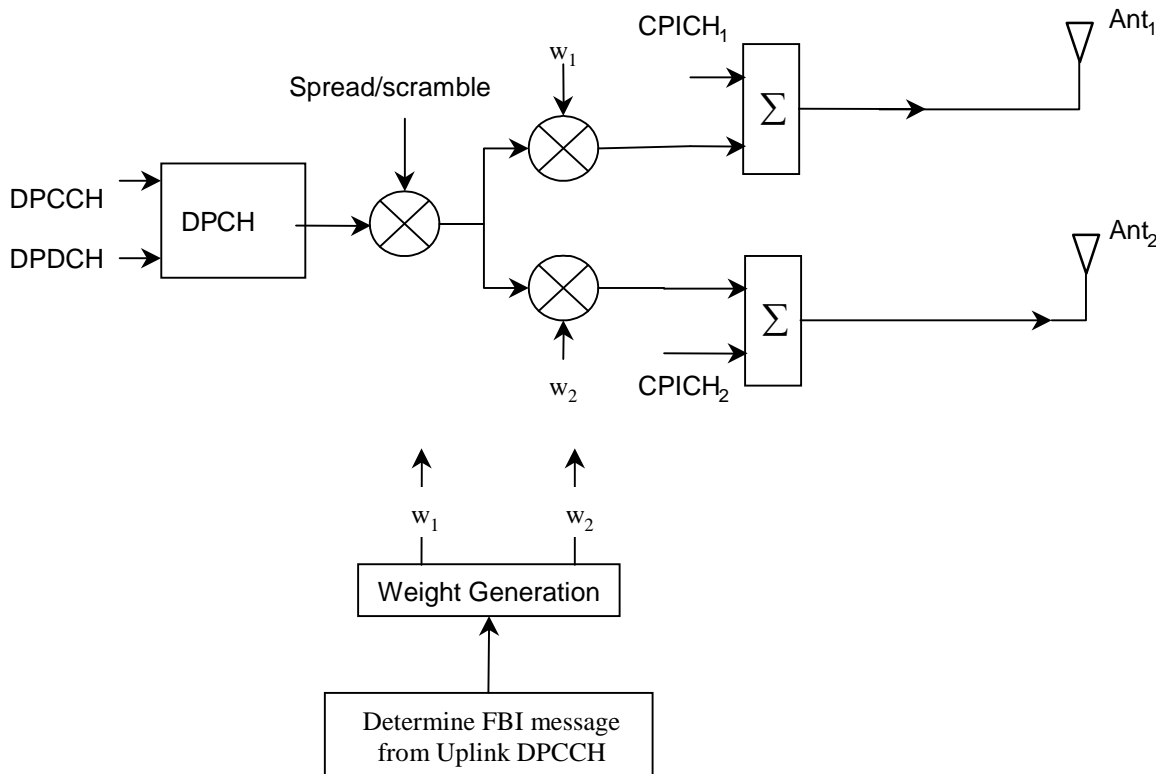 CPICH₁
Ant₁
w₁
Spread/scramble
Σ
DPCCH
DPCH
DPDCH
Ant₂
Σ
w₂
CPICH₂
w₁
w₂
Weight Generation
Determine FBI message
from Uplink DPCCH